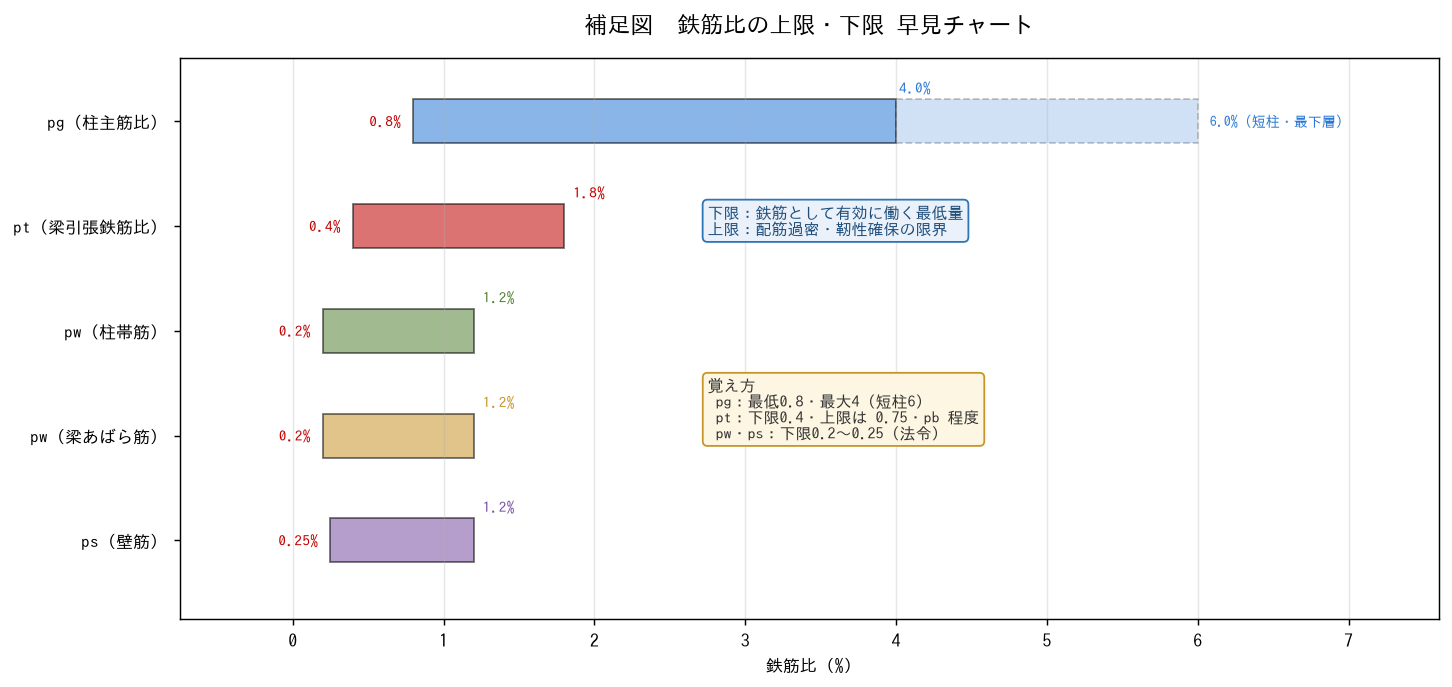 補足図　鉄筋比の上限・下限 早見チャート
4.0%
pg（柱主筋比）
0.8%
6.0%（短柱・最下層）
1.8%
pt（梁引張鉄筋比）
0.4%
下限：鉄筋として有効に働く最低量
上限：配筋過密・靭性確保の限界
1.2%
pw（柱帯筋）
0.2%
覚え方
pg：最低0.8・最大4（短柱6）
pt：下限0.4・上限は 0.75・pb 程度
pw・ps：下限0.2〜0.25（法令）
1.2%
pw（梁あばら筋）
0.2%
1.2%
ps（壁筋）
0.25%
0 1 2 3 4 5 6 7
鉄筋比（%）